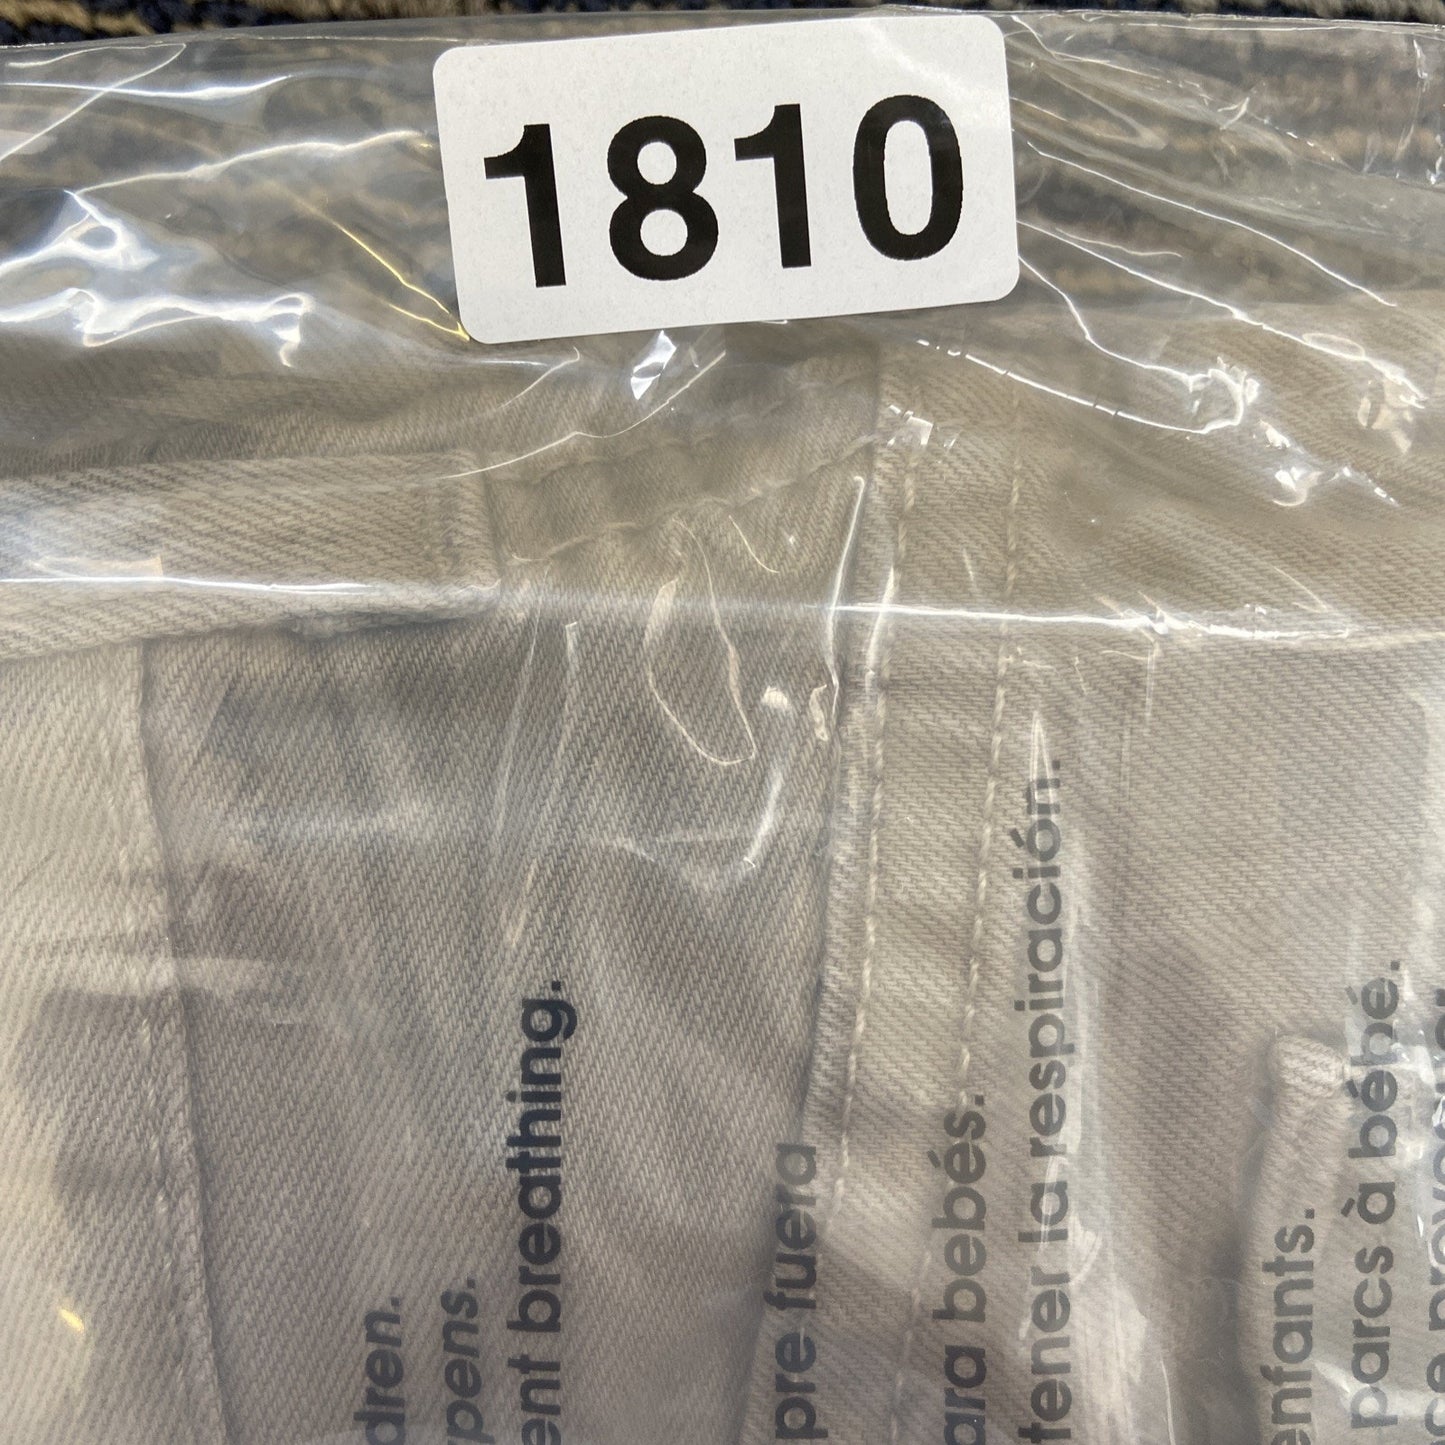 1810
dren.
pens.
ent breathing.
pre fuera
ara bebés.
tener la respiración.
enfants.
parcs à bébé.